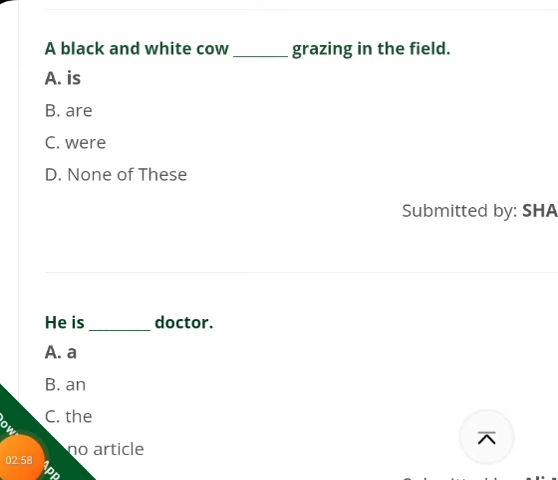 A black and white cow ______ grazing in the field.
A. is
B. are
C. were
D. None of These
Submitted by: SHA
He is _______ doctor.
A. a
B. an
C. the
no article
02:58
APP